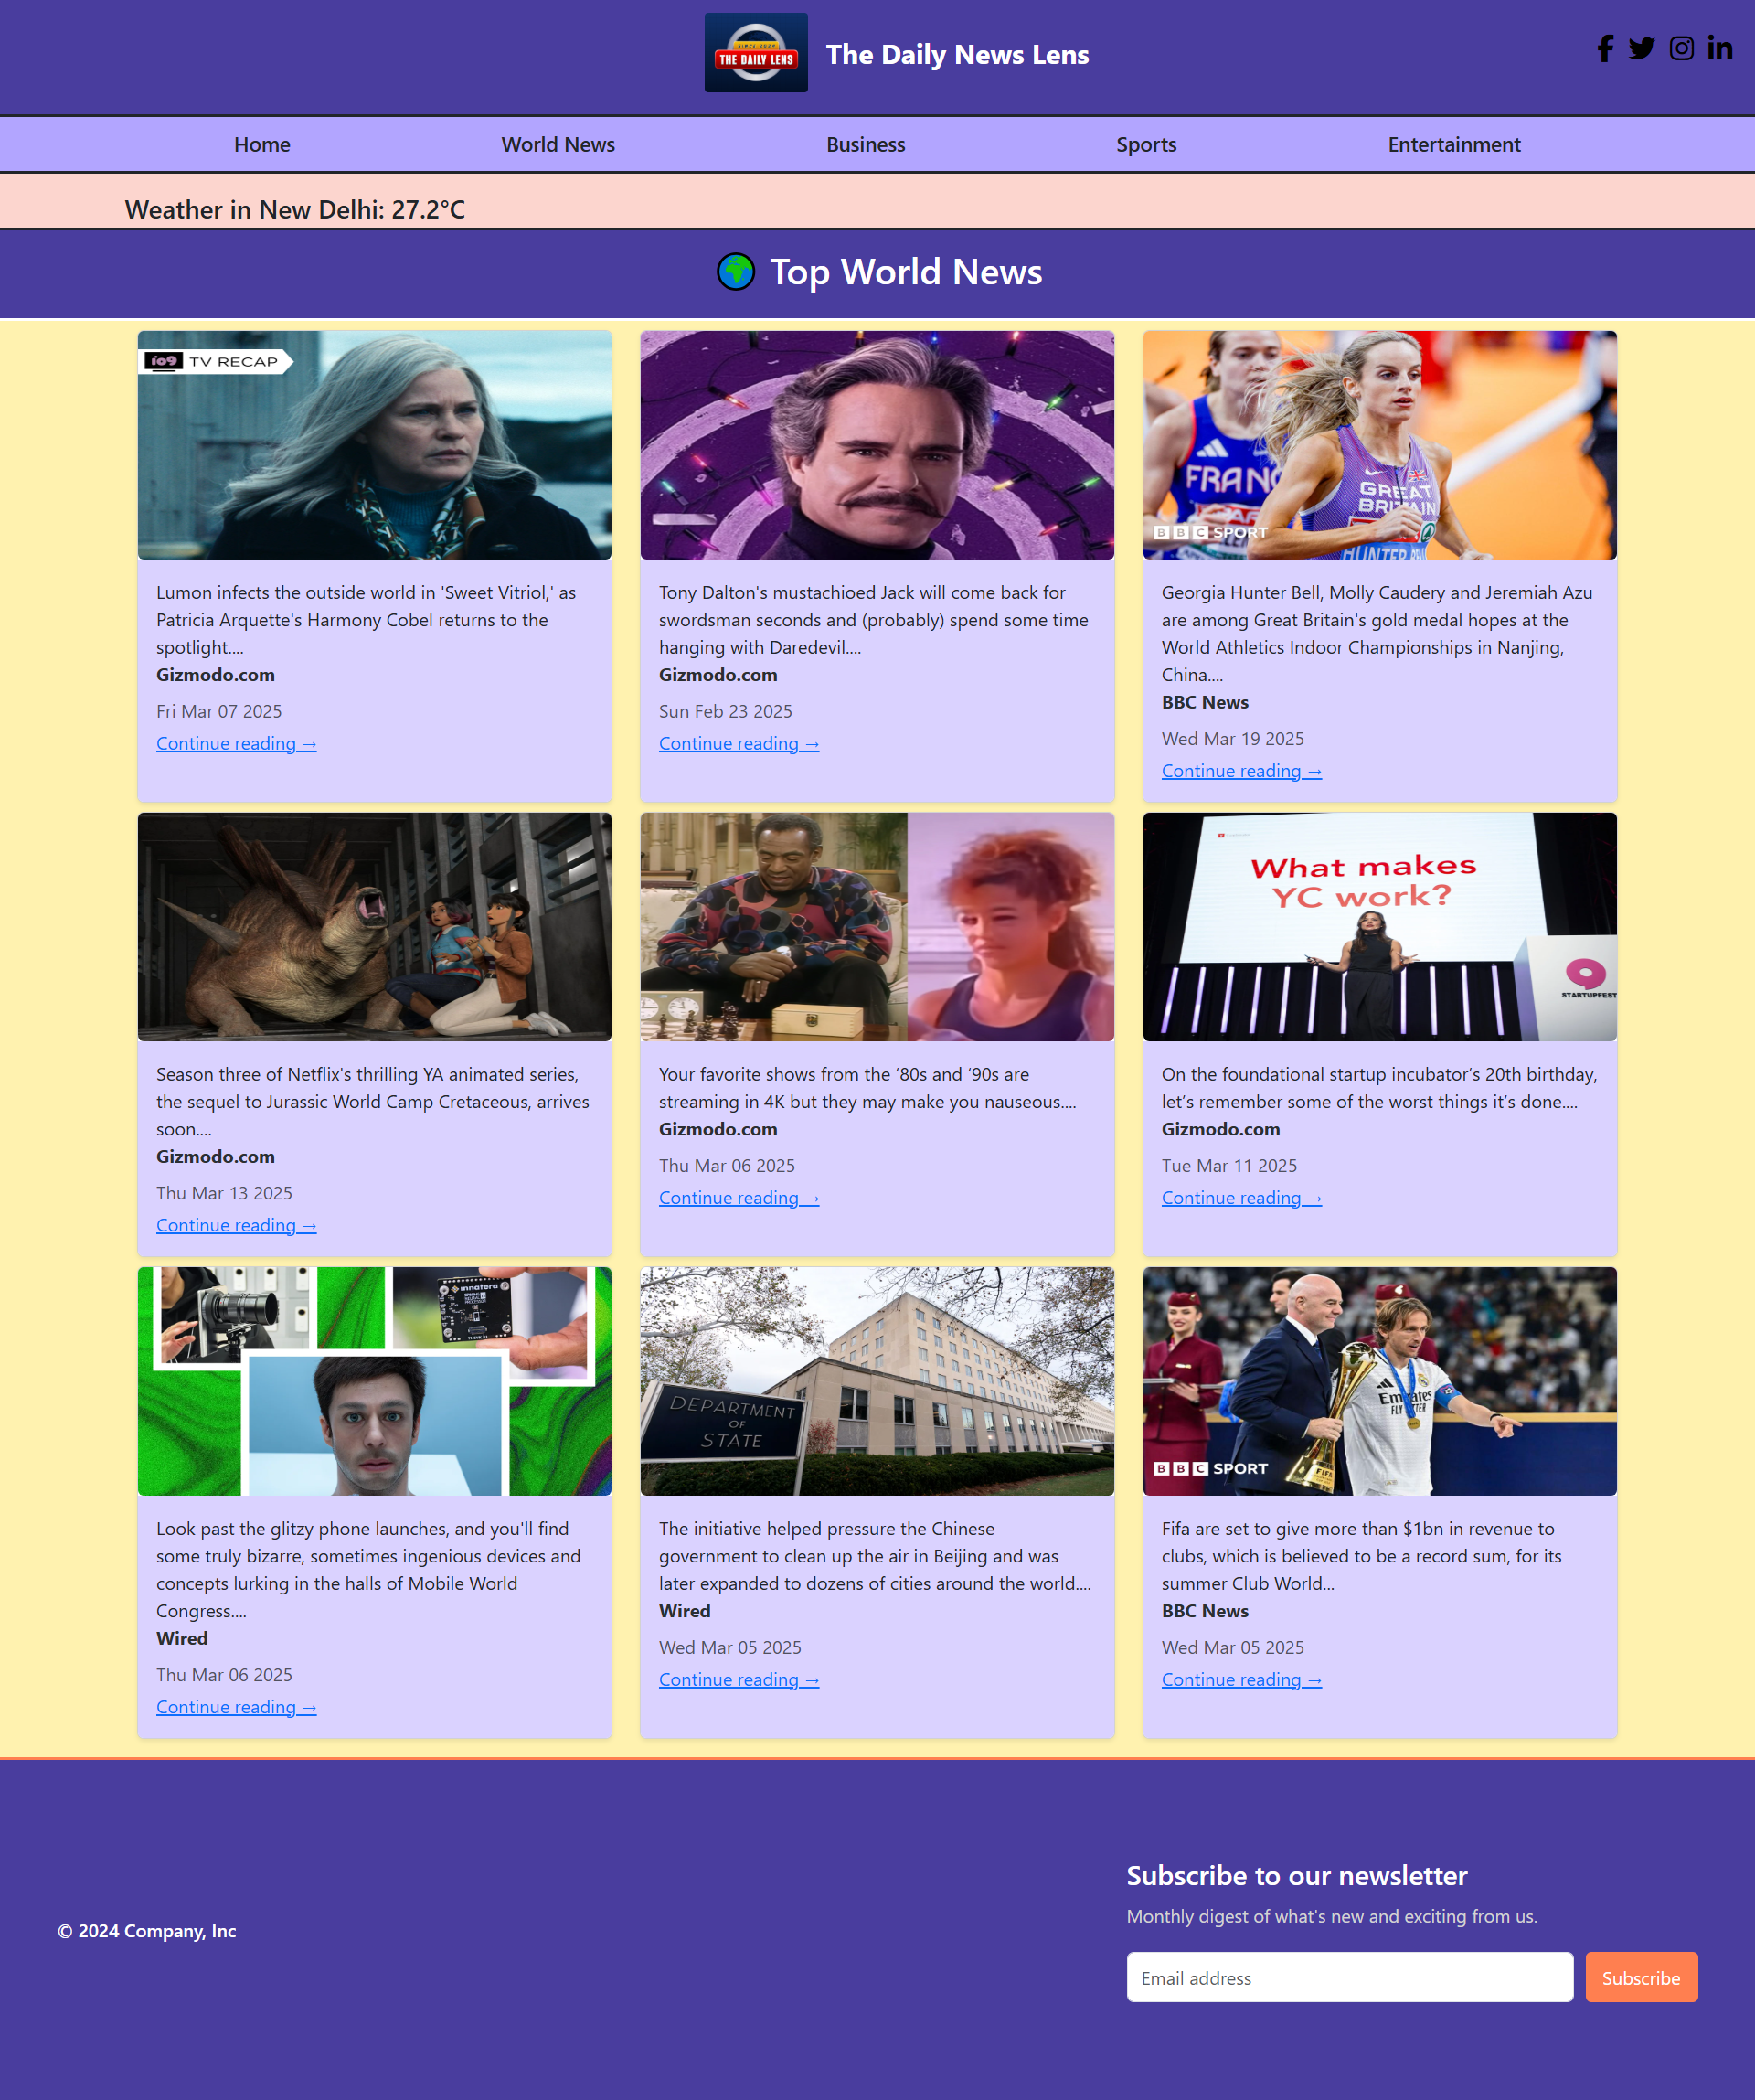 THE DAILY LENS
The Daily News Lens
Home
World News
Business
Sports
Entertainment
Weather in New Delhi: 27.2°C
Top World News
io9 TV RECAP
Lumon infects the outside world in 'Sweet Vitriol,' as
Patricia Arquette's Harmony Cobel returns to the
spotlight....
Gizmodo.com
Fri Mar 07 2025
Continue reading →
Tony Dalton's mustachioed Jack will come back for
swordsman seconds and (probably) spend some time
hanging with Daredevil....
Gizmodo.com
Sun Feb 23 2025
Continue reading →
FRANC
GREAT
BRITAIN
BBC SPORT
Georgia Hunter Bell, Molly Caudery and Jeremiah Azu
are among Great Britain's gold medal hopes at the
World Athletics Indoor Championships in Nanjing,
China....
BBC News
Wed Mar 19 2025
Continue reading →
Season three of Netflix's thrilling YA animated series,
the sequel to Jurassic World Camp Cretaceous, arrives
soon....
Gizmodo.com
Thu Mar 13 2025
Continue reading →
Your favorite shows from the ‘80s and ‘90s are
streaming in 4K but they may make you nauseous....
Gizmodo.com
Thu Mar 06 2025
Continue reading →
What makes
YC work?
STARTUPFEST
On the foundational startup incubator’s 20th birthday,
let’s remember some of the worst things it’s done....
Gizmodo.com
Tue Mar 11 2025
Continue reading →
innatera
Look past the glitzy phone launches, and you'll find
some truly bizarre, sometimes ingenious devices and
concepts lurking in the halls of Mobile World
Congress....
Wired
Thu Mar 06 2025
Continue reading →
DEPARTMENT
OF
STATE
The initiative helped pressure the Chinese
government to clean up the air in Beijing and was
later expanded to dozens of cities around the world....
Wired
Wed Mar 05 2025
Continue reading →
Emirates
FLY BETTER
FIFA
BBC SPORT
Fifa are set to give more than $1bn in revenue to
clubs, which is believed to be a record sum, for its
summer Club World...
BBC News
Wed Mar 05 2025
Continue reading →
© 2024 Company, Inc
Subscribe to our newsletter
Monthly digest of what's new and exciting from us.
Email address
Subscribe